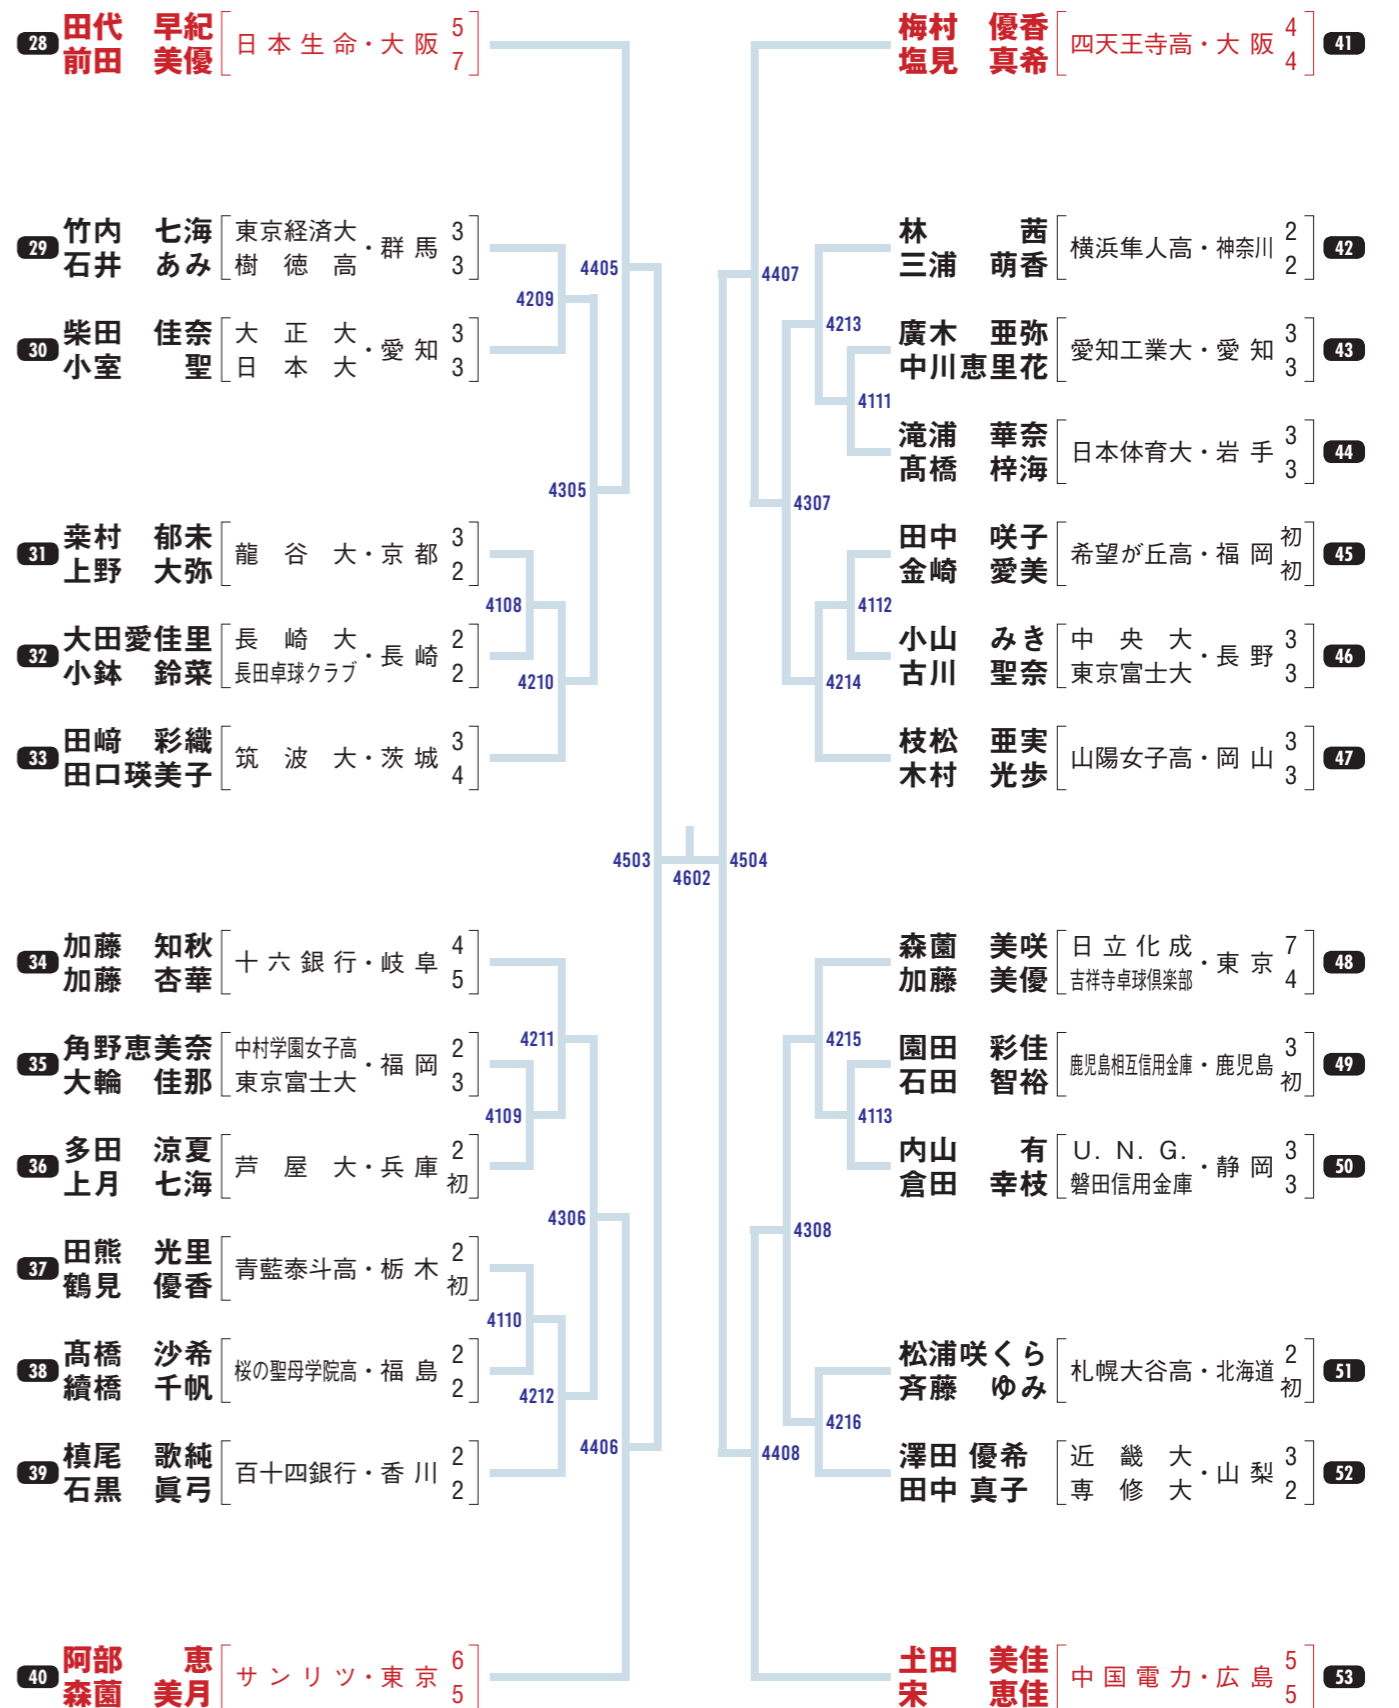 28 田代 早紀 前田 美優 日本生命・大阪 5 7
29 竹内 七海 石井 あみ 東京経済大 樹徳高 ・群馬 3 3
30 柴田 佳奈 小室 聖 大正大 日本大 ・愛知 3 3
31 桒村 郁未 上野 大弥 龍谷大・京都 3 2
32 大田愛佳里 小鉢 鈴菜 長崎大 長田卓球クラブ ・長崎 2 2
33 田﨑 彩織 田口瑛美子 筑波大・茨城 3 4
34 加藤 知秋 加藤 杏華 十六銀行・岐阜 4 5
35 角野恵美奈 大輪 佳那 中村学園女子高 東京富士大 ・福岡 2 3
36 多田 涼夏 上月 七海 芦屋大・兵庫 2 初
37 田熊 光里 鶴見 優香 青藍泰斗高・栃木 2 初
38 髙橋 沙希 續橋 千帆 桜の聖母学院高・福島 2 2
39 槙尾 歌純 石黒 眞弓 百十四銀行・香川 2 2
40 阿部 恵 森薗 美月 サンリツ・東京 6 5
4405
4209
4305
4108
4210
4503
4602
4504
4211
4109
4306
4110
4212
4406
梅村 優香 塩見 真希 四天王寺高・大阪 4 4 41
林 茜 三浦 萌香 横浜隼人高・神奈川 2 2 42
廣木 亜弥 中川恵里花 愛知工業大・愛知 3 3 43
滝浦 華奈 髙橋 梓海 日本体育大・岩手 3 3 44
田中 咲子 金崎 愛美 希望が丘高・福岡 初 初 45
小山 みき 古川 聖奈 中央大 東京富士大 ・長野 3 3 46
枝松 亜実 木村 光歩 山陽女子高・岡山 3 3 47
森薗 美咲 加藤 美優 日立化成 吉祥寺卓球倶楽部 ・東京 7 4 48
園田 彩佳 石田 智裕 鹿児島相互信用金庫・鹿児島 3 初 49
内山 有 倉田 幸枝 U. N. G. 磐田信用金庫 ・静岡 3 3 50
松浦咲くら 斉藤 ゆみ 札幌大谷高・北海道 2 初 51
澤田 優希 田中 真子 近畿大 専修大 ・山梨 3 2 52
𡈽田 美佳 宋 恵佳 中国電力・広島 5 5 53
4407
4213
4111
4307
4112
4214
4215
4113
4308
4216
4408